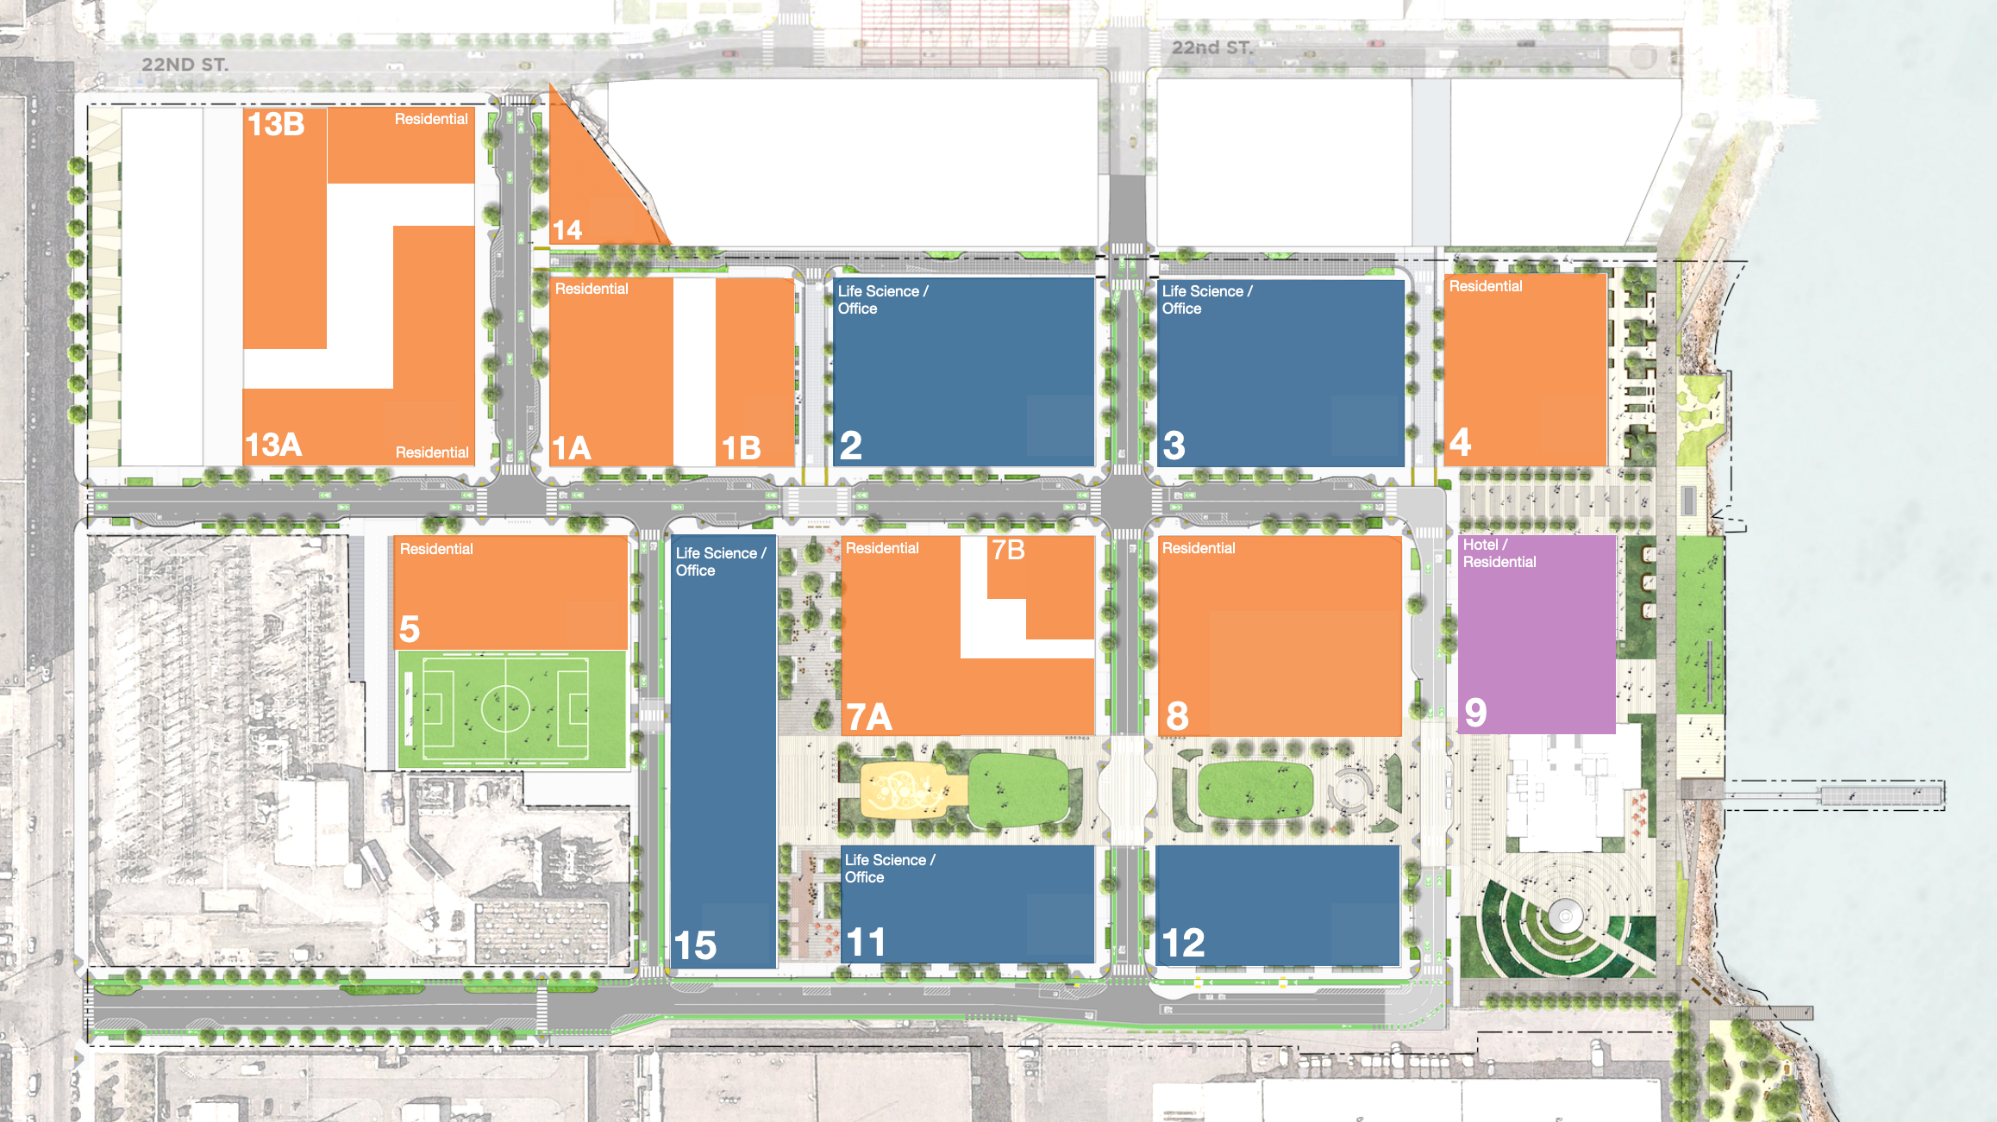 22nd ST.
22ND ST.
13B
Residential
14
Residential
1A
1B
13A
Residential
Life Science /
Office
2
Life Science /
Office
3
Residential
4
Residential
5
Life Science /
Office
15
Residential
7B
7A
Residential
8
Hotel /
Residential
9
Life Science /
Office
11
12